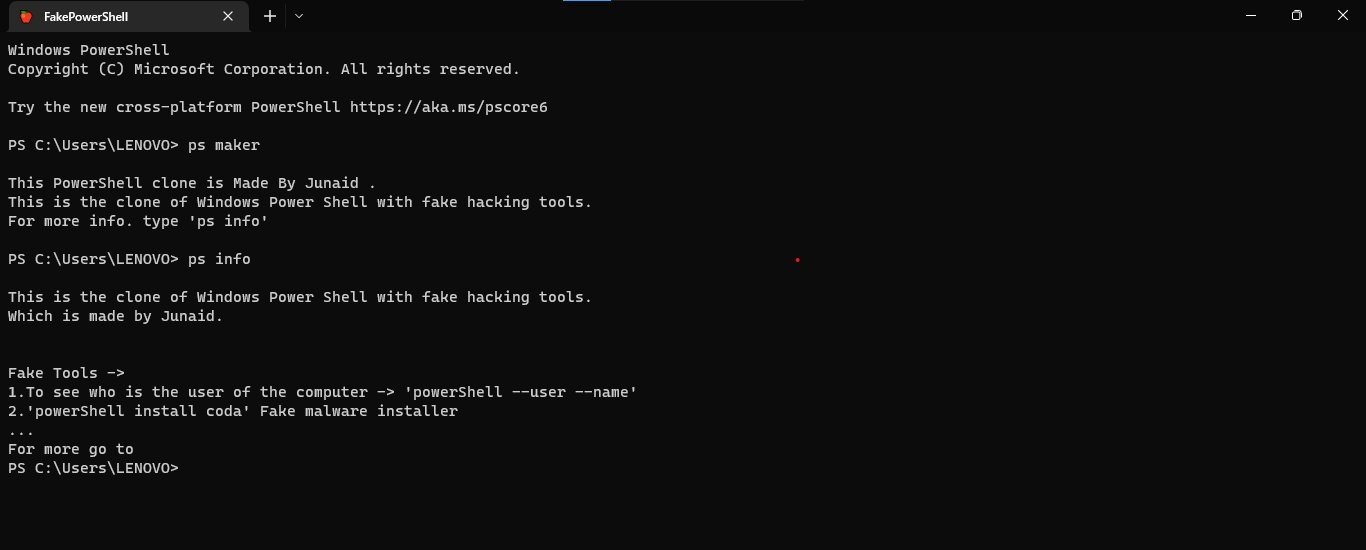 FakePowerShell
Windows PowerShell
Copyright (C) Microsoft Corporation. All rights reserved.
Try the new cross-platform PowerShell https://aka.ms/pscore6
PS C:\Users\LENOVO> ps maker
This PowerShell clone is Made By Junaid .
This is the clone of Windows Power Shell with fake hacking tools.
For more info. type 'ps info'
PS C:\Users\LENOVO> ps info
This is the clone of Windows Power Shell with fake hacking tools.
Which is made by Junaid.
Fake Tools ->
1.To see who is the user of the computer -> 'powerShell --user --name'
2.'powerShell install coda' Fake malware installer
...
For more go to
PS C:\Users\LENOVO>